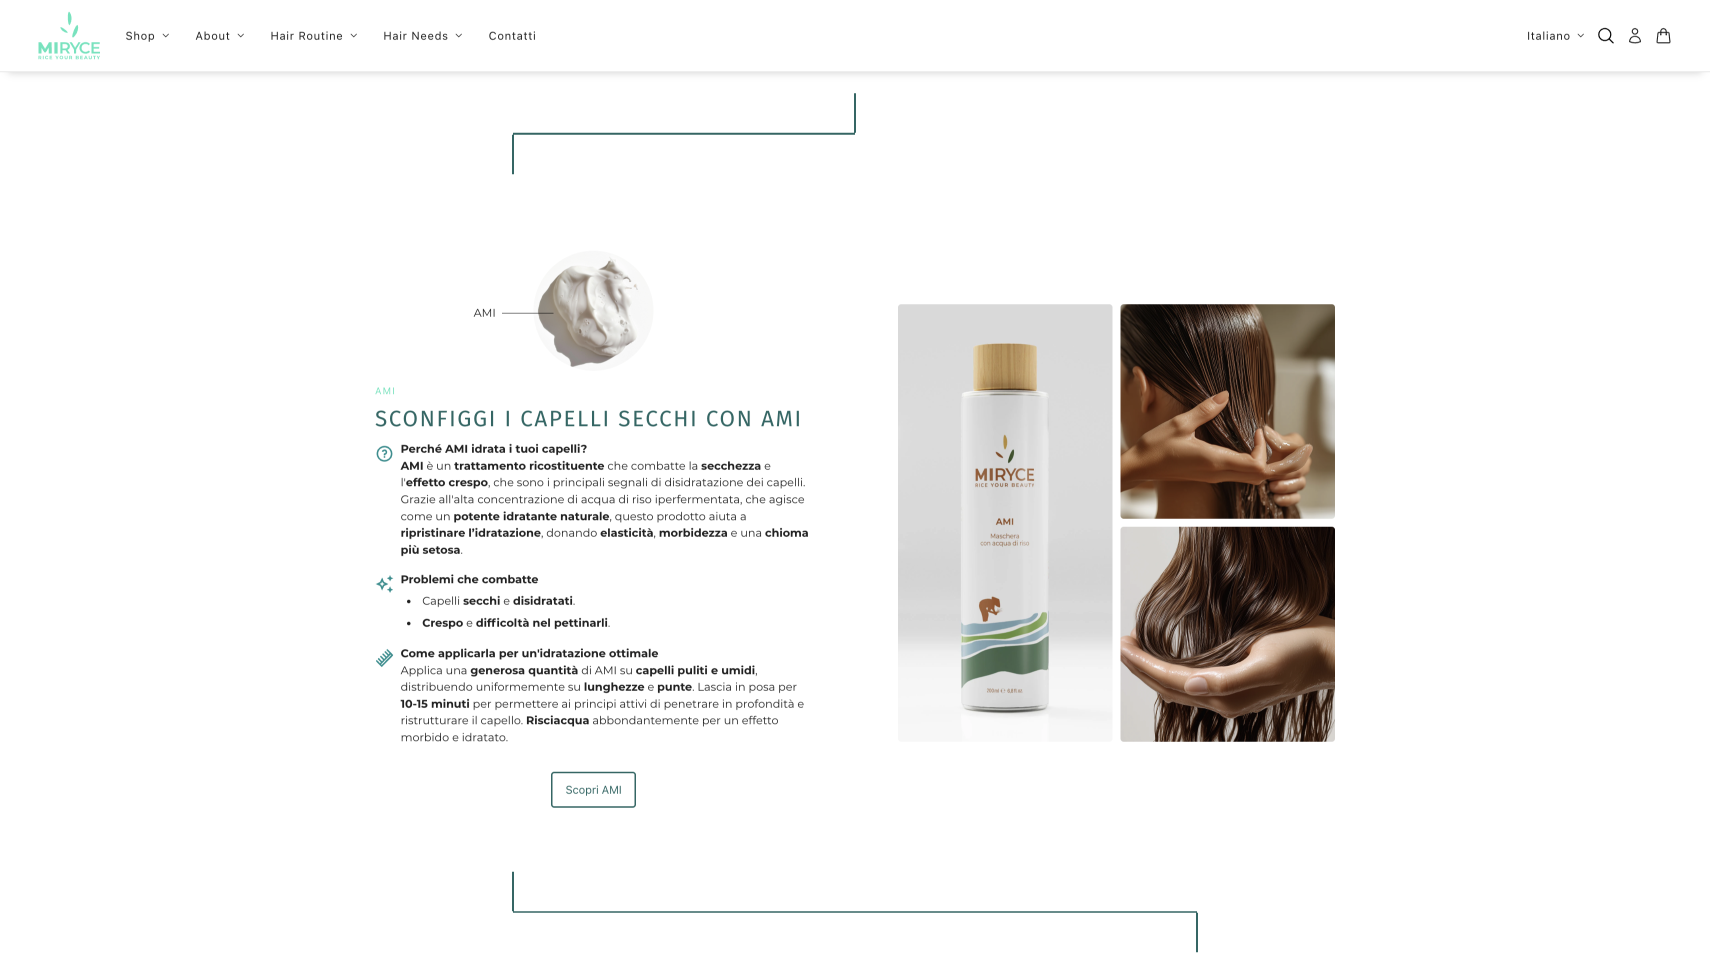 MIRYCE
RICE YOUR BEAUTY
Shop
About
Hair Routine
Hair Needs
Contatti
Italiano
AMI
AMI
SCONFIGGI I CAPELLI SECCHI CON AMI
Perché AMI idrata i tuoi capelli?
AMI è un trattamento ricostituente che combatte la secchezza e
l'effetto crespo, che sono i principali segnali di disidratazione dei capelli.
Grazie all'alta concentrazione di acqua di riso iperfermentata, che agisce
come un potente idratante naturale, questo prodotto aiuta a
ripristinare l’idratazione, donando elasticità, morbidezza e una chioma
più setosa.
Problemi che combatte
• Capelli secchi e disidratati.
• Crespo e difficoltà nel pettinarli.
Come applicarla per un'idratazione ottimale
Applica una generosa quantità di AMI su capelli puliti e umidi,
distribuendo uniformemente su lunghezze e punte. Lascia in posa per
10-15 minuti per permettere ai principi attivi di penetrare in profondità e
ristrutturare il capello. Risciacqua abbondantemente per un effetto
morbido e idratato.
Scopri AMI
MIRYCE
RICE YOUR BEAUTY
AMI
Maschera
con acqua di riso